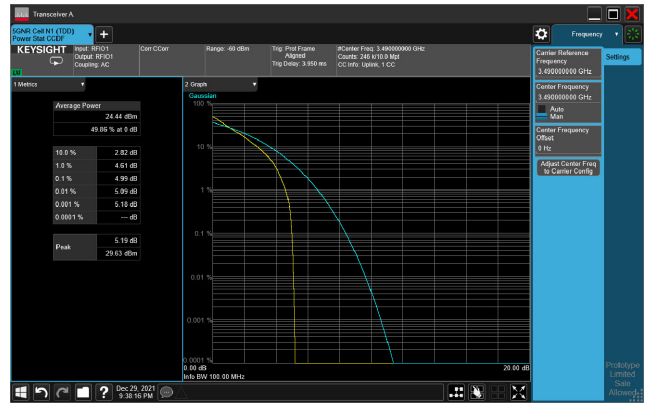 Transceiver A
5GNR Cell N1 (TDD)
Power Stat CCDF
Frequency
KEYSIGHT
Input: RFIO1
Output: RFIO1
Coupling: AC
Corr CCorr
Range: -60 dBm
Trig: Prot Frame
Aligned
Trig Delay: 3.950 ms
#Center Freq: 3.490000000 GHz
Counts: 248 k/10.0 Mpt
CC Info: Uplink, 1 CC
1 Metrics
Average Power
24.44 dBm
49.86 % at 0 dB
10.0 % 2.82 dB
1.0 % 4.61 dB
0.1 % 4.99 dB
0.01 % 5.09 dB
0.001 % 5.18 dB
0.0001 % — dB
Peak
5.19 dB
29.63 dBm
2 Graph
Gaussian
100 %
10 %
1 %
0.1 %
0.01 %
0.001 %
0.0001 %
0.00 dB 20.00 dB
Info BW 100.00 MHz
Carrier Reference
Frequency
3.490000000 GHz
Center Frequency
3.490000000 GHz
Auto
Man
Center Frequency
Offset
0 Hz
Adjust Center Freq
to Carrier Config
Settings
Prototype
Limited
Sale
Allowed
Dec 29, 2021
9:38:16 PM